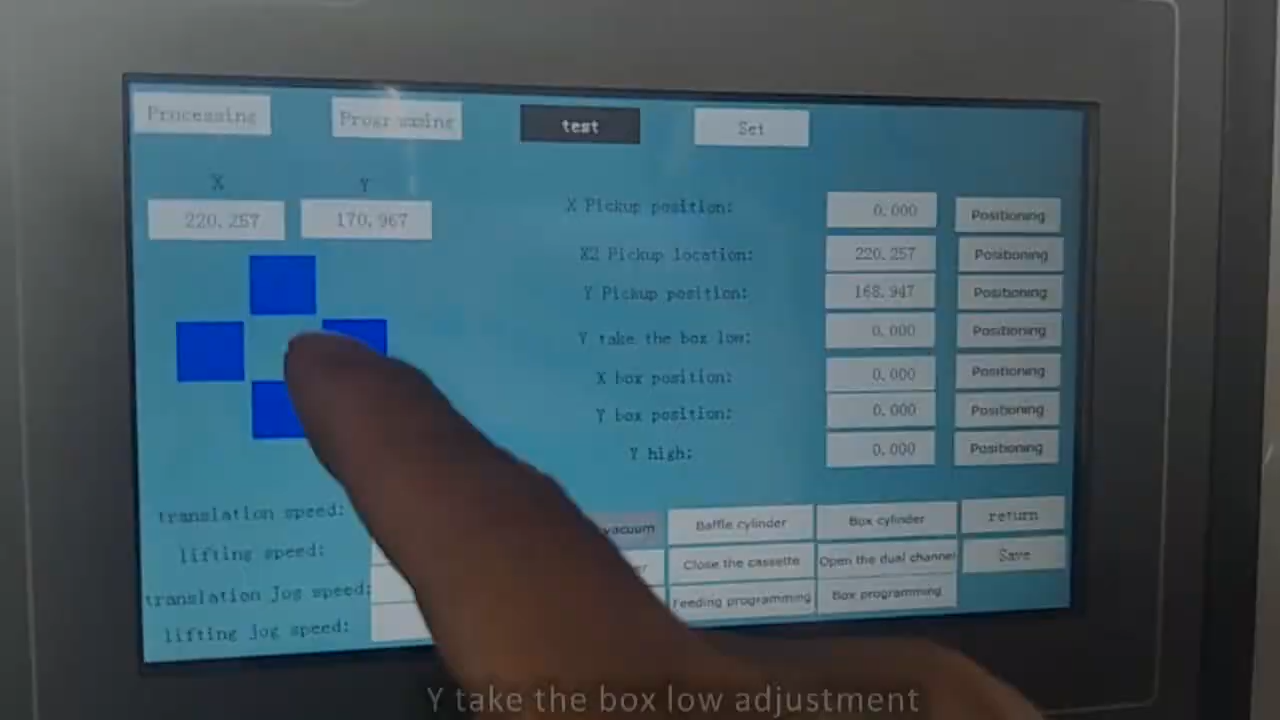 Processing Programming test Set
X Y
220.257 170.967
X Pickup position: 0.000 Positioning
X2 Pickup location: 220.257 Positioning
Y Pickup position: 168.947 Positioning
Y take the box low: 0.000 Positioning
X box position: 0.000 Positioning
Y box position: 0.000 Positioning
Y high: 0.000 Positioning
translation speed: vacuum Baffle cylinder Box cylinder return
lifting speed: Close the cassette Open the dual channel Save
translation Jog speed: Feeding programming Box programming
lifting jog speed:
Y take the box low adjustment